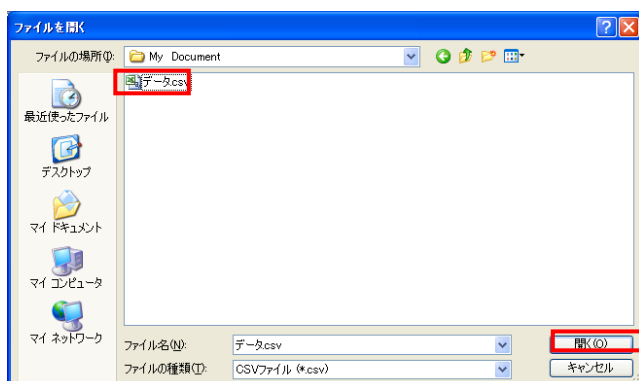 ファイルを開く
ファイルの場所(I):
My Document
データ.csv
最近使ったファイル
デスクトップ
マイ ドキュメント
マイ コンピュータ
マイ ネットワーク
ファイル名(N):
データ.csv
開く(O)
ファイルの種類(T):
CSVファイル (*.csv)
キャンセル